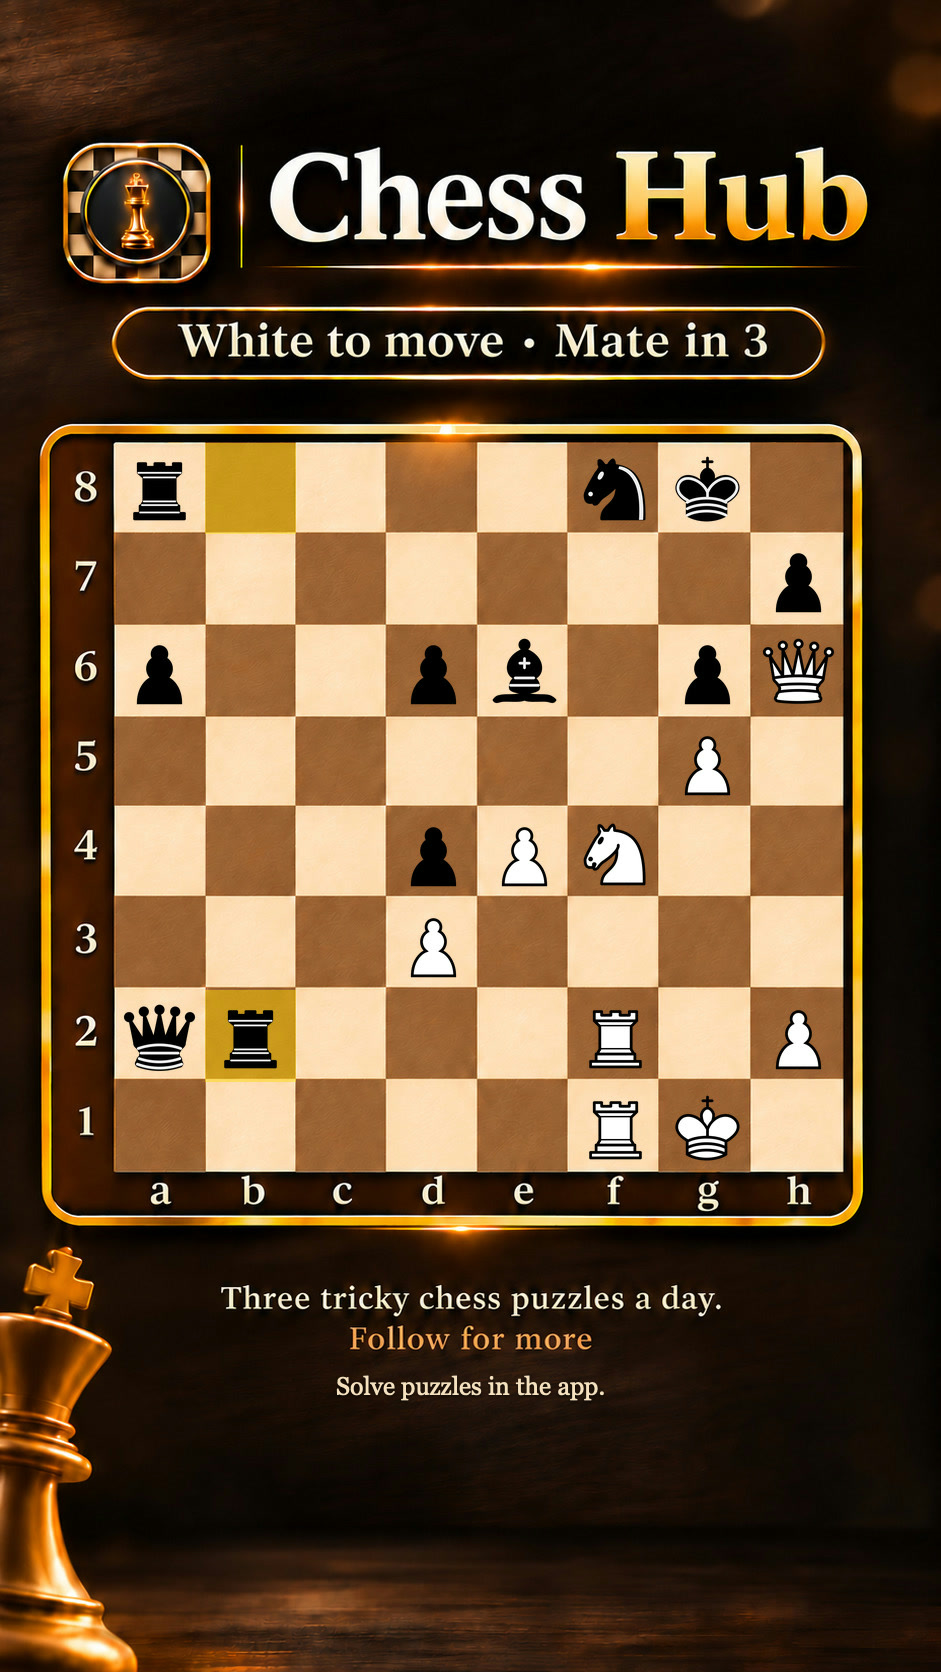 Chess Hub
White to move • Mate in 3
8
7
6
5
4
3
2
1
a b c d e f g h
Three tricky chess puzzles a day.
Follow for more
Solve puzzles in the app.